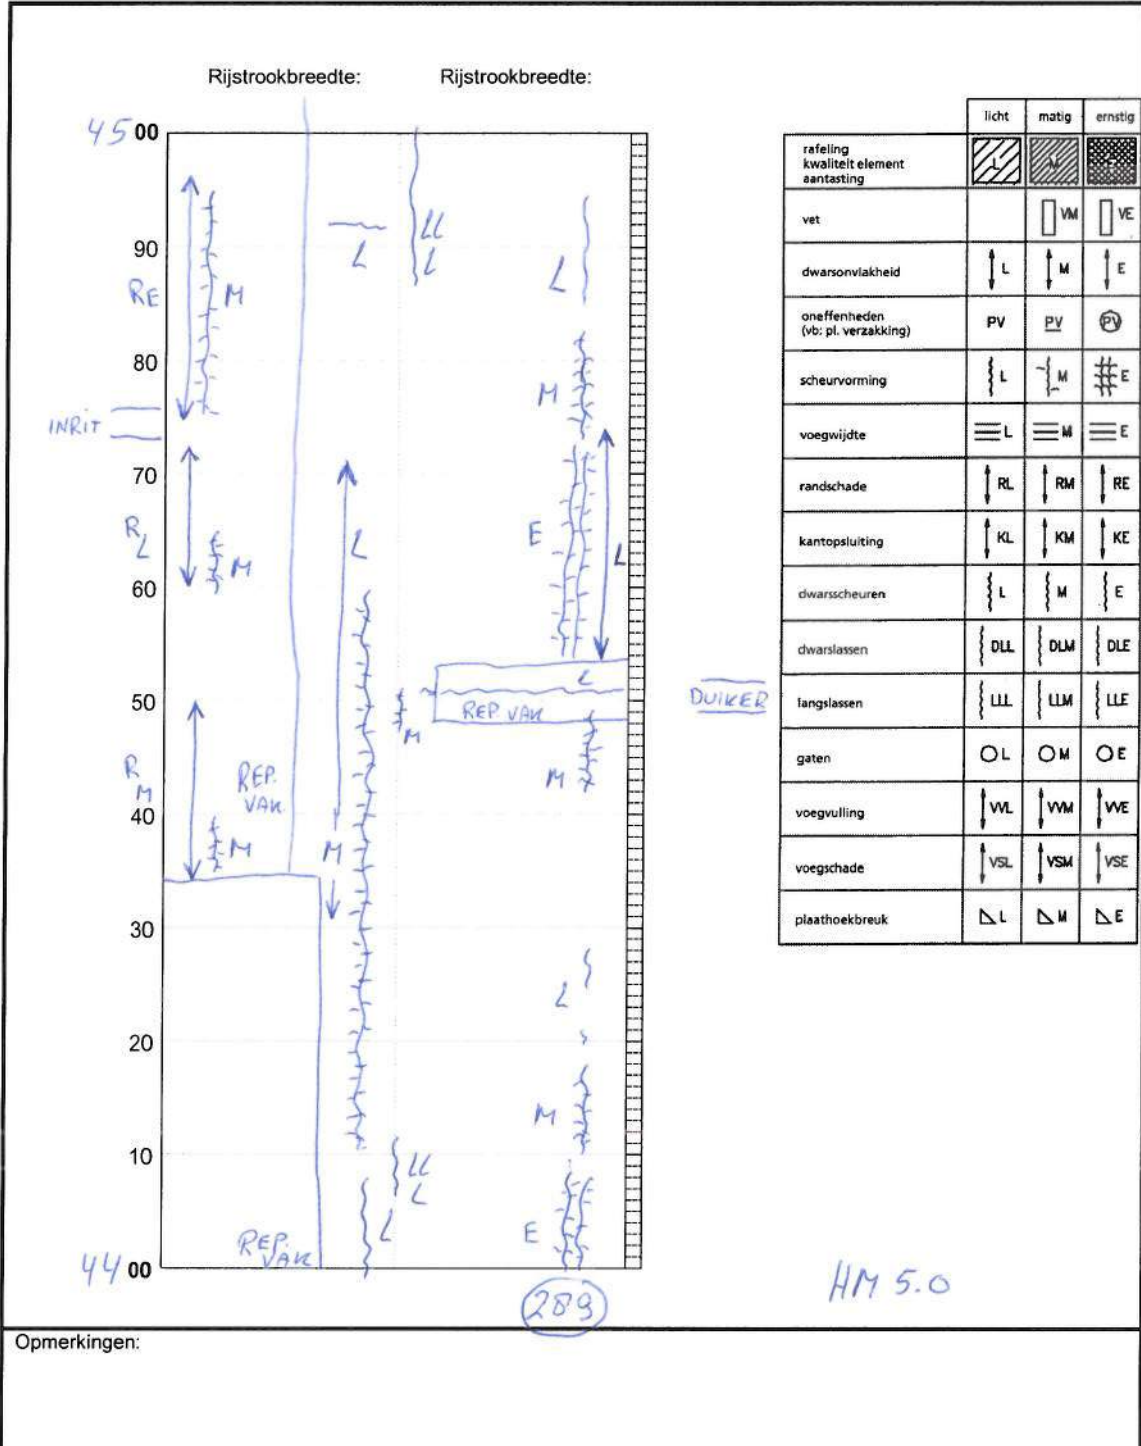 Rijstrookbreedte: Rijstrookbreedte:
4500
90
RE
M
L
LL
L
L
80
M
INRIT
70
R
L
M
L
E
L
60
50
L
REP. VAK
DUIKER
M
M
R
M
REP.
VAK
40
M
M
30
L
20
M
10
LL
L
L
E
REP.
VAK
4400
289
HM 5.0
licht matig ernstig
rafeling
kwaliteit element
aantasting
L M
vet VM VE
dwarsonvlakheid L M E
oneffenheden
(vb: pl. verzakking) PV PV PV
scheurvorming L M E
voegwijdte L M E
randschade RL RM RE
kantopsluiting KL KM KE
dwarsscheuren L M E
dwarslassen DLL DLM DLE
langslassen LLL LLM LLE
gaten L M E
voegvulling VVL VVM VVE
voegschade VSL VSM VSE
plaathoekbreuk L M E
Opmerkingen: